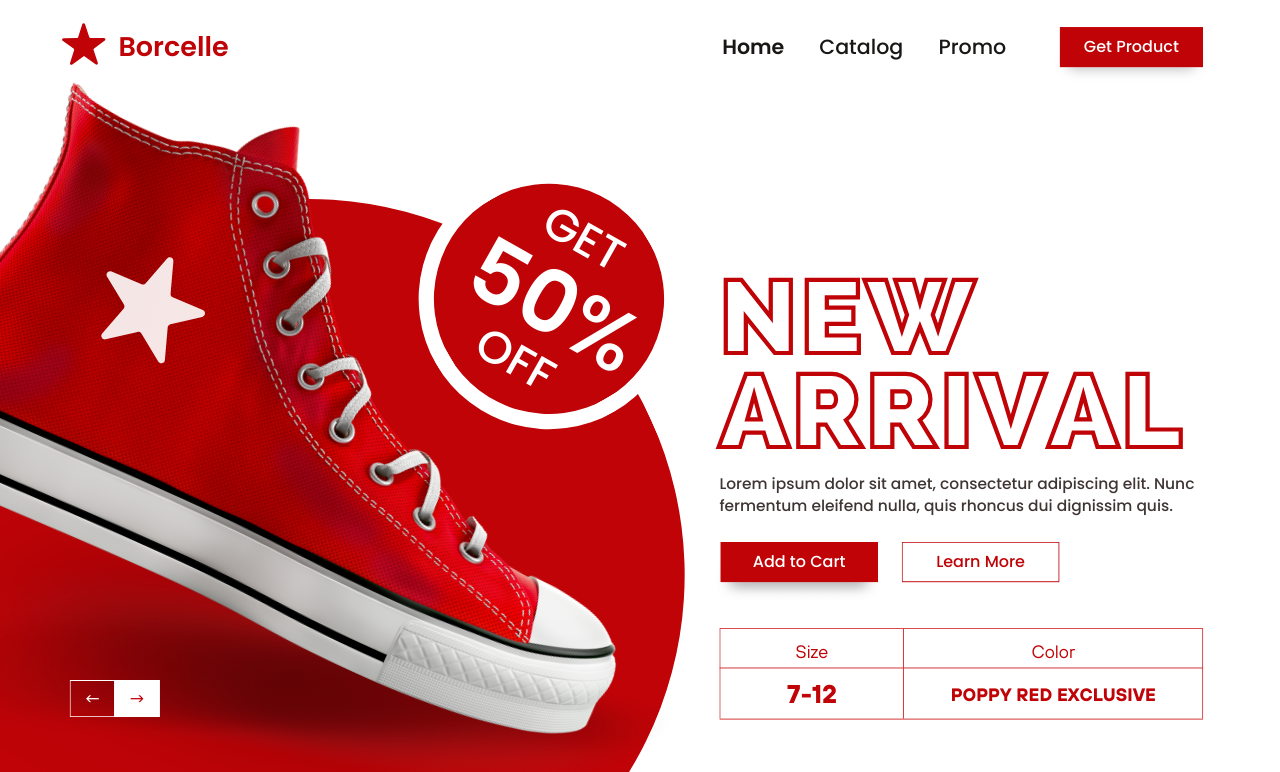 Borcelle
Home Catalog Promo Get Product
GET
50%
OFF
NEW
ARRIVAL
Lorem ipsum dolor sit amet, consectetur adipiscing elit. Nunc
fermentum eleifend nulla, quis rhoncus dui dignissim quis.
Add to Cart Learn More
Size Color
7-12 POPPY RED EXCLUSIVE
← →